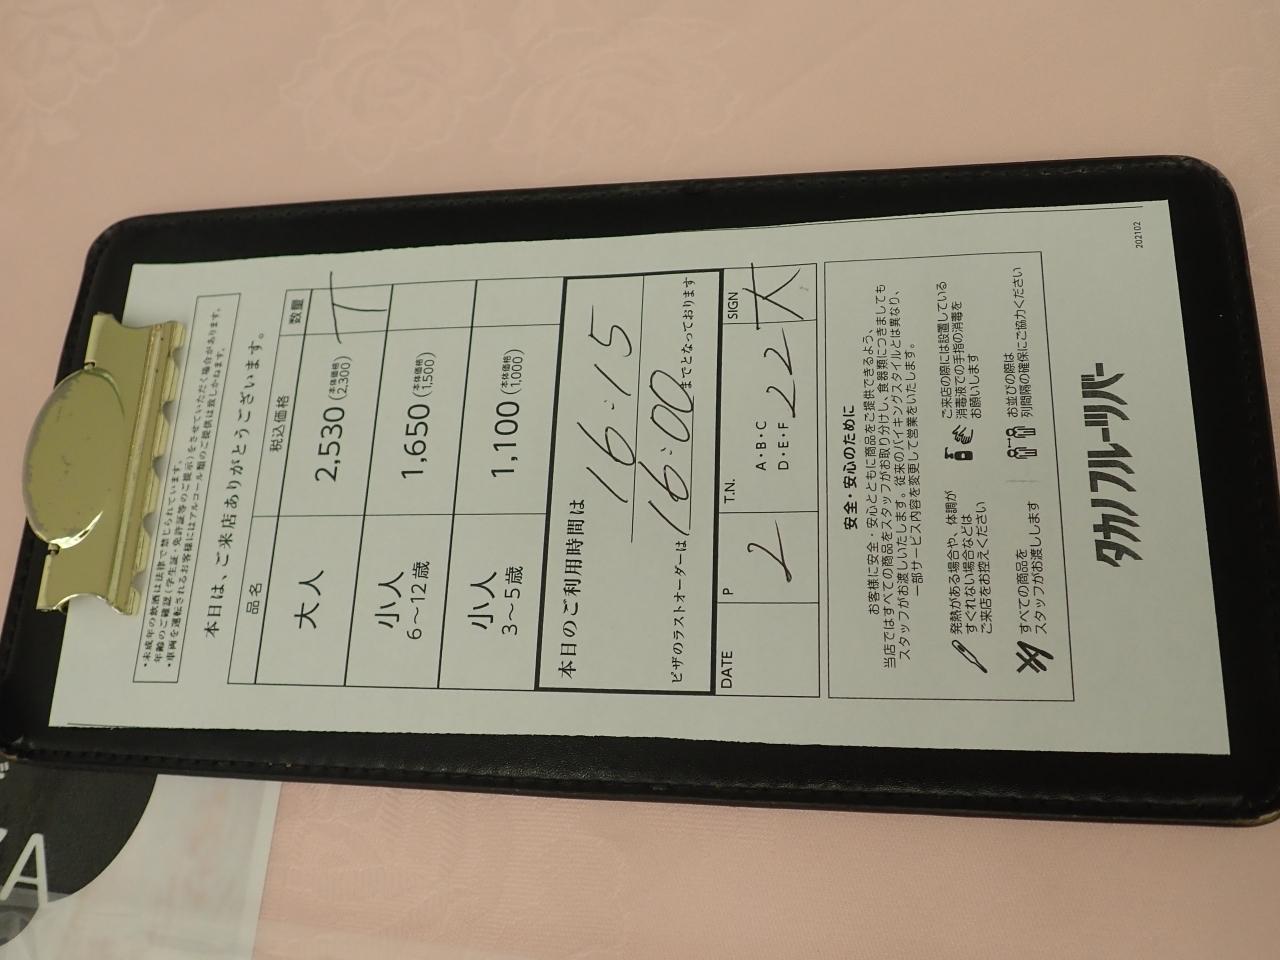 ・未成年の飲酒は法律で禁じられています。
年齢のご確認(学生証・免許証等のご提示)をさせていただく場合があります。
・車両を運転されるお客様にはアルコール類のご提供は致しかねます。
本日は、ご来店ありがとうございます。
品名 税込価格 数量
大人 2,530 (本体価格 2,300) T
小人 6～12歳 1,650 (本体価格 1,500)
小人 3～5歳 1,100 (本体価格 1,000)
本日のご利用時間は 16:15
ピザのラストオーダーは 16:00 までとなっております
DATE P T.N. SIGN
2 A・B・C
D・E・F 22 大
安全・安心のために
お客様に安全・安心とともに商品をご提供できるよう、
当店ではすべての商品をスタッフがお取り分けし、食器類につきましても
スタッフがお渡しいたします。従来のバイキングスタイルとは異なり、
一部サービス内容を変更して営業をいたします。
発熱がある場合や、体調が
すぐれない場合などは
ご来店をお控えください
ご来店の際には設置している
消毒液での手指の消毒を
お願いします
すべての商品を
スタッフがお渡しします
お並びの際は
列間隔の確保にご協力ください
タカノフルーツバー
202102
A